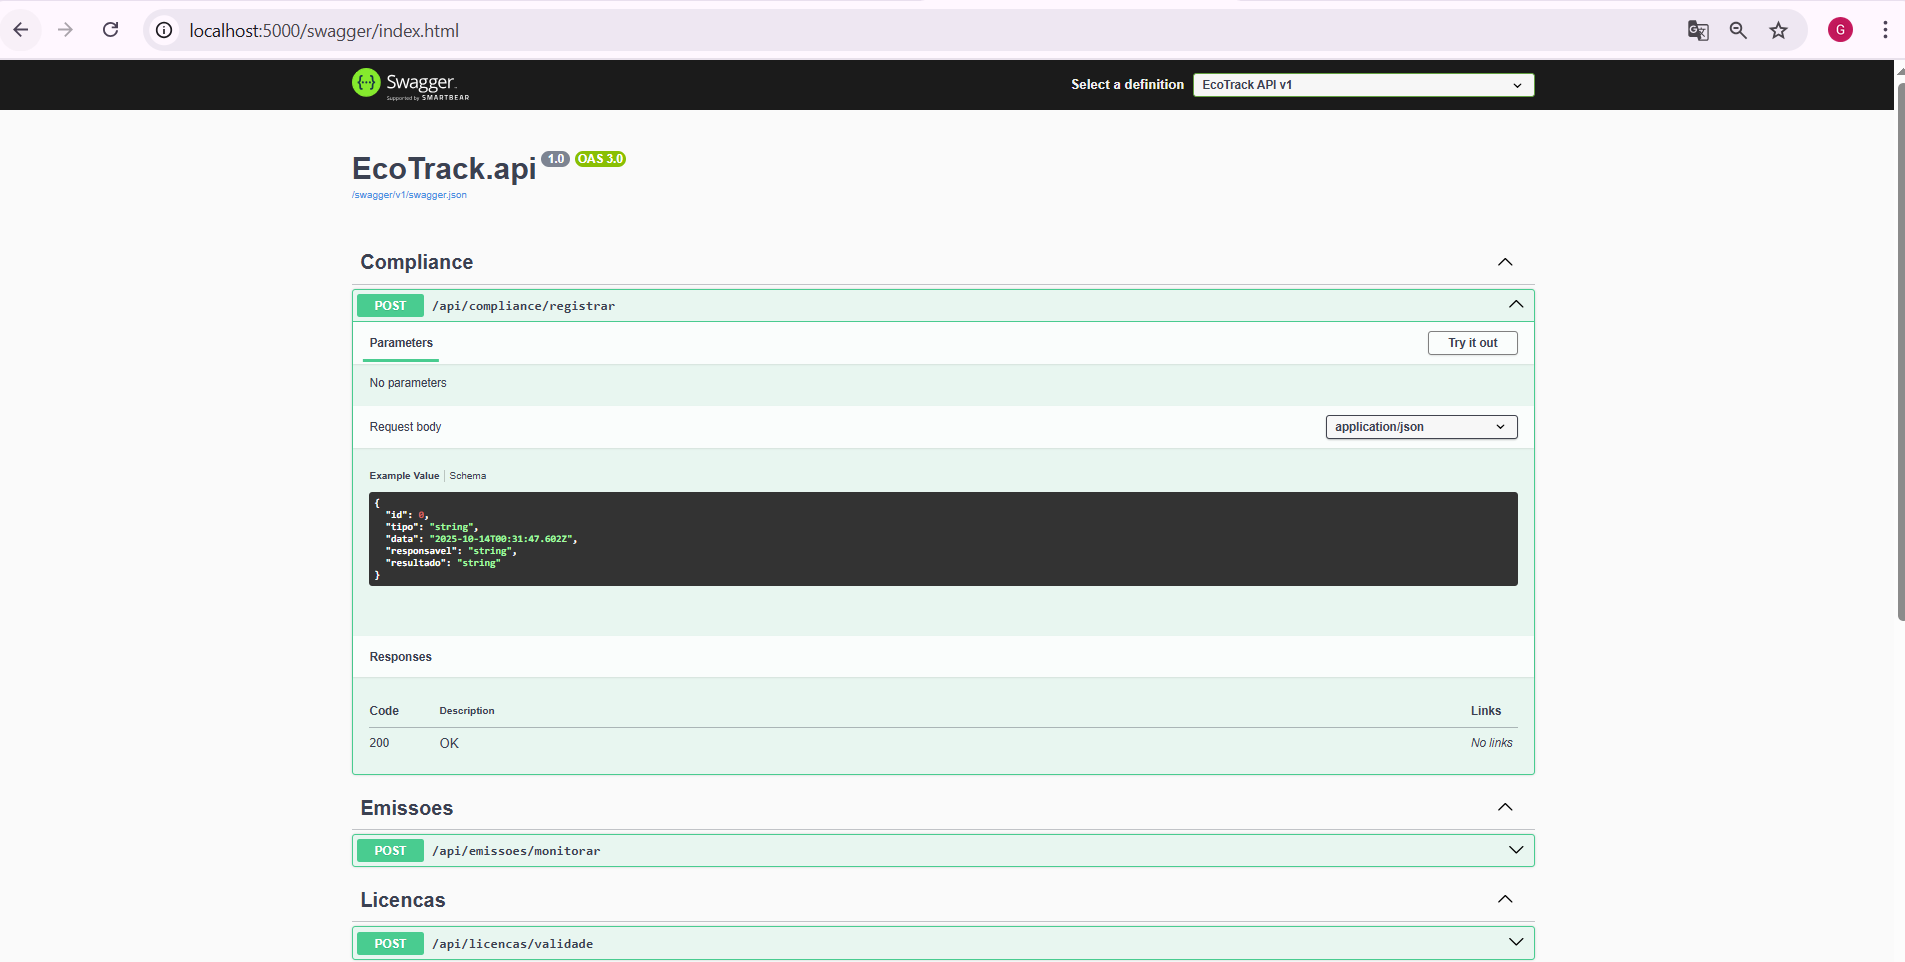 localhost:5000/swagger/index.html
G
Swagger
Supported by SMARTBEAR
Select a definition
EcoTrack API v1
EcoTrack.api 1.0 OAS 3.0
/swagger/v1/swagger.json
Compliance
POST /api/compliance/registrar
Parameters
Try it out
No parameters
Request body
application/json
Example Value | Schema
{
  "id": 0,
  "tipo": "string",
  "data": "2025-10-14T00:31:47.602Z",
  "responsavel": "string",
  "resultado": "string"
}
Responses
Code Description Links
200 OK No links
Emissoes
POST /api/emissoes/monitorar
Licencas
POST /api/licencas/validade